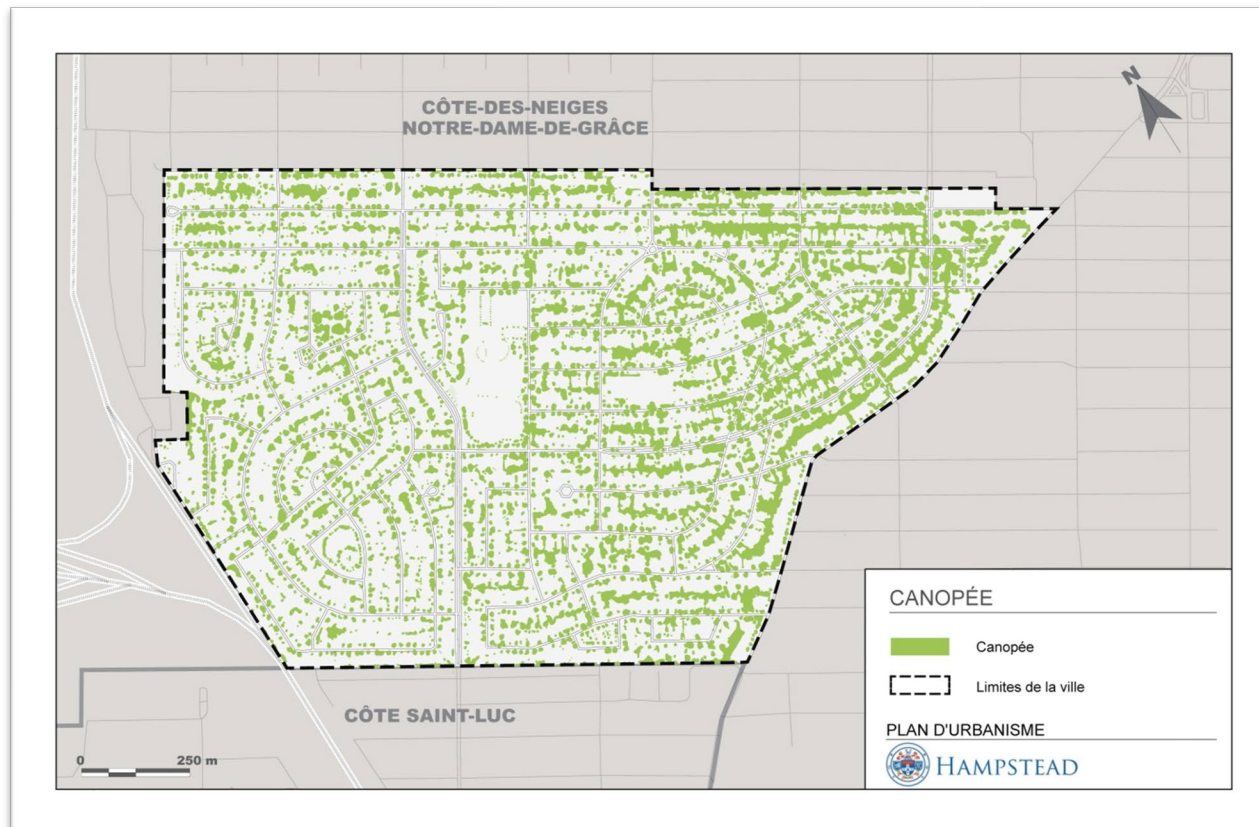 CÔTE-DES-NEIGES
NOTRE-DAME-DE-GRÂCE
N
CÔTE SAINT-LUC
0 250 m
CANOPÉE
Canopée
Limites de la ville
PLAN D'URBANISME
HAMPSTEAD